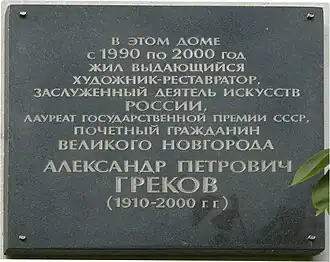 В ЭТОМ ДОМЕ
С 1990 ПО 2000 ГОД
ЖИЛ ВЫДАЮЩИЙСЯ
ХУДОЖНИК-РЕСТАВРАТОР,
ЗАСЛУЖЕННЫЙ ДЕЯТЕЛЬ ИСКУССТВ
РОССИИ,
ЛАУРЕАТ ГОСУДАРСТВЕННОЙ ПРЕМИИ СССР,
ПОЧЕТНЫЙ ГРАЖДАНИН
ВЕЛИКОГО НОВГОРОДА
АЛЕКСАНДР ПЕТРОВИЧ
ГРЕКОВ
(1910-2000 Г.Г.)